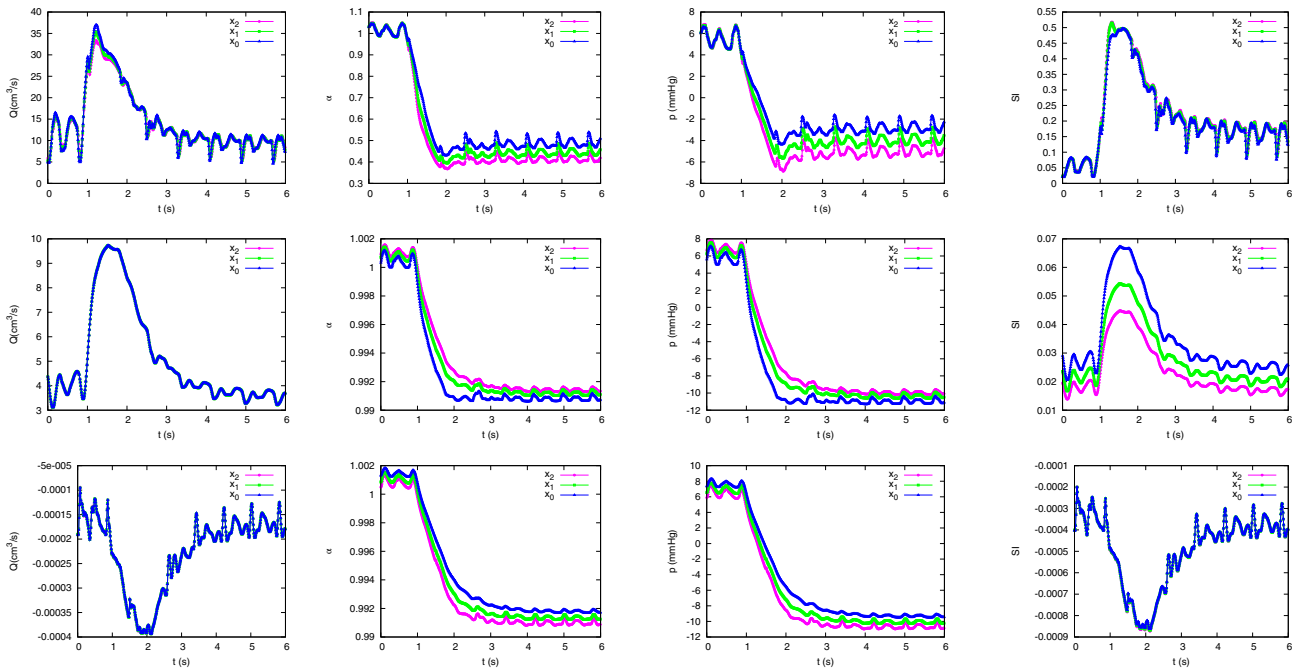 40
35
30
25
20
15
10
5
0
0 1 2 3 4 5 6
Q(cm³/s)
t (s)
x₂
x₁
x₀
1.1
1
0.9
0.8
0.7
0.6
0.5
0.4
0.3
0 1 2 3 4 5 6
α
t (s)
x₂
x₁
x₀
8
6
4
2
0
-2
-4
-6
-8
0 1 2 3 4 5 6
p (mmHg)
t (s)
x₂
x₁
x₀
0.55
0.5
0.45
0.4
0.35
0.3
0.25
0.2
0.15
0.1
0.05
0
0 1 2 3 4 5 6
SI
t (s)
x₂
x₁
x₀
10
9
8
7
6
5
4
3
0 1 2 3 4 5 6
Q(cm³/s)
t (s)
x₂
x₁
x₀
1.002
1
0.998
0.996
0.994
0.992
0.99
0 1 2 3 4 5 6
α
t (s)
x₂
x₁
x₀
8
6
4
2
0
-2
-4
-6
-8
-10
-12
0 1 2 3 4 5 6
p (mmHg)
t (s)
x₂
x₁
x₀
0.07
0.06
0.05
0.04
0.03
0.02
0.01
0 1 2 3 4 5 6
SI
t (s)
x₂
x₁
x₀
-5e-005
-0.0001
-0.00015
-0.0002
-0.00025
-0.0003
-0.00035
-0.0004
0 1 2 3 4 5 6
Q(cm³/s)
t (s)
x₂
x₁
x₀
1.002
1
0.998
0.996
0.994
0.992
0.99
0 1 2 3 4 5 6
α
t (s)
x₂
x₁
x₀
10
8
6
4
2
0
-2
-4
-6
-8
-10
-12
0 1 2 3 4 5 6
p (mmHg)
t (s)
x₂
x₁
x₀
-0.0001
-0.0002
-0.0003
-0.0004
-0.0005
-0.0006
-0.0007
-0.0008
-0.0009
0 1 2 3 4 5 6
SI
t (s)
x₂
x₁
x₀